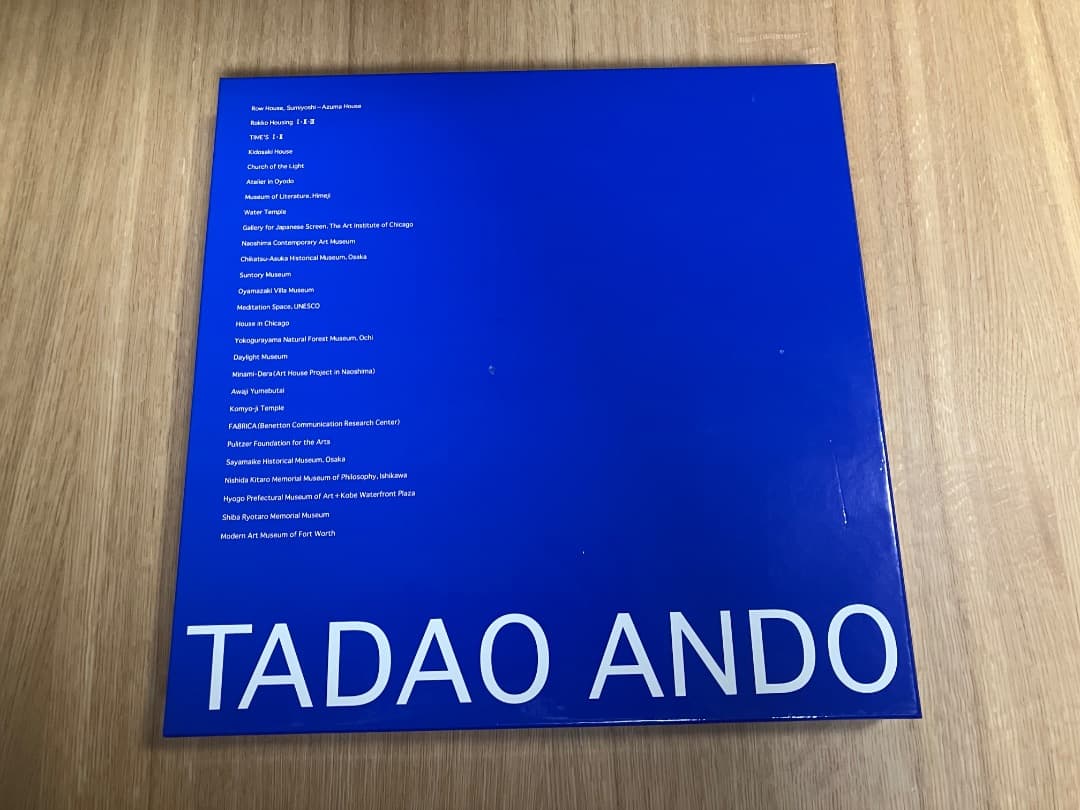 Row House, Sumiyoshi–Azuma House
Rokko Housing Ⅰ·Ⅱ·Ⅲ
TIME'S Ⅰ·Ⅱ
Kidosaki House
Church of the Light
Atelier in Oyodo
Museum of Literature, Himeji
Water Temple
Gallery for Japanese Screen, The Art Institute of Chicago
Naoshima Contemporary Art Museum
Chikatsu-Asuka Historical Museum, Osaka
Suntory Museum
Oyamazaki Villa Museum
Meditation Space, UNESCO
House in Chicago
Yokogurayama Natural Forest Museum, Ochi
Daylight Museum
Minami-Dera(Art House Project in Naoshima)
Awaji Yumebutai
Komyo-ji Temple
FABRICA(Benetton Communication Research Center)
Pulitzer Foundation for the Arts
Sayamaike Historical Museum, Osaka
Nishida Kitaro Memorial Museum of Philosophy, Ishikawa
Hyogo Prefectural Museum of Art+Kobe Waterfront Plaza
Shiba Ryotaro Memorial Museum
Modern Art Museum of Fort Worth
TADAO ANDO